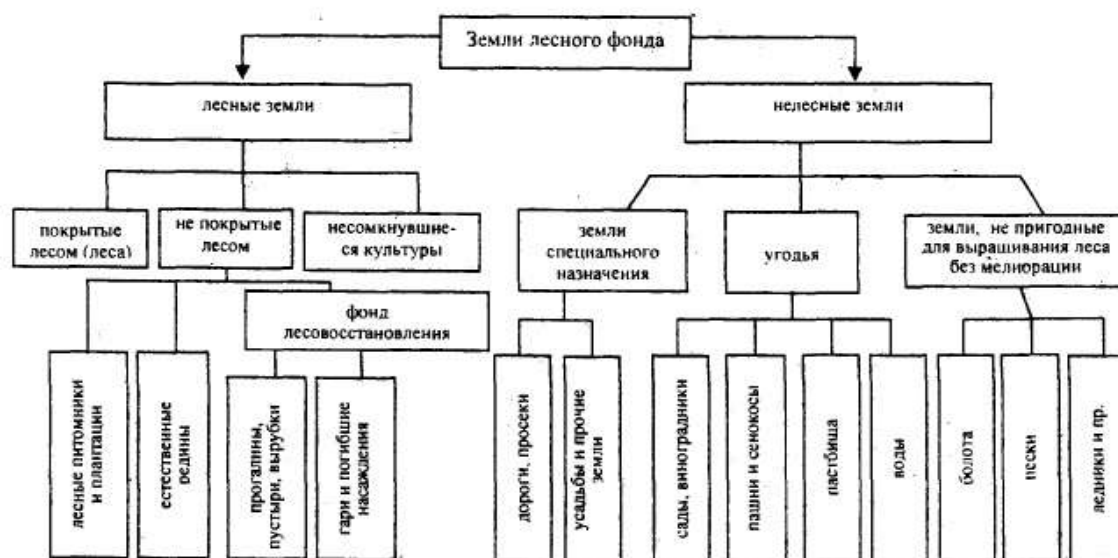 Земли лесного фонда
лесные земли
нелесные земли
покрытые
лесом (леса)
не покрытые
лесом
несомкнувшие-
ся культуры
земли
специального
назначения
угодья
земли, не пригодные
для выращивания леса
без мелиорации
фонд
лесовосстановления
лесные питомники
и плантации
естественные
редины
прогалины,
пустыри, вырубки
гари и погибшие
насаждения
дороги, просеки
усадьбы и прочие
земли
сады, виноградники
пашни и сенокосы
пастбища
воды
болота
пески
ледники и пр.